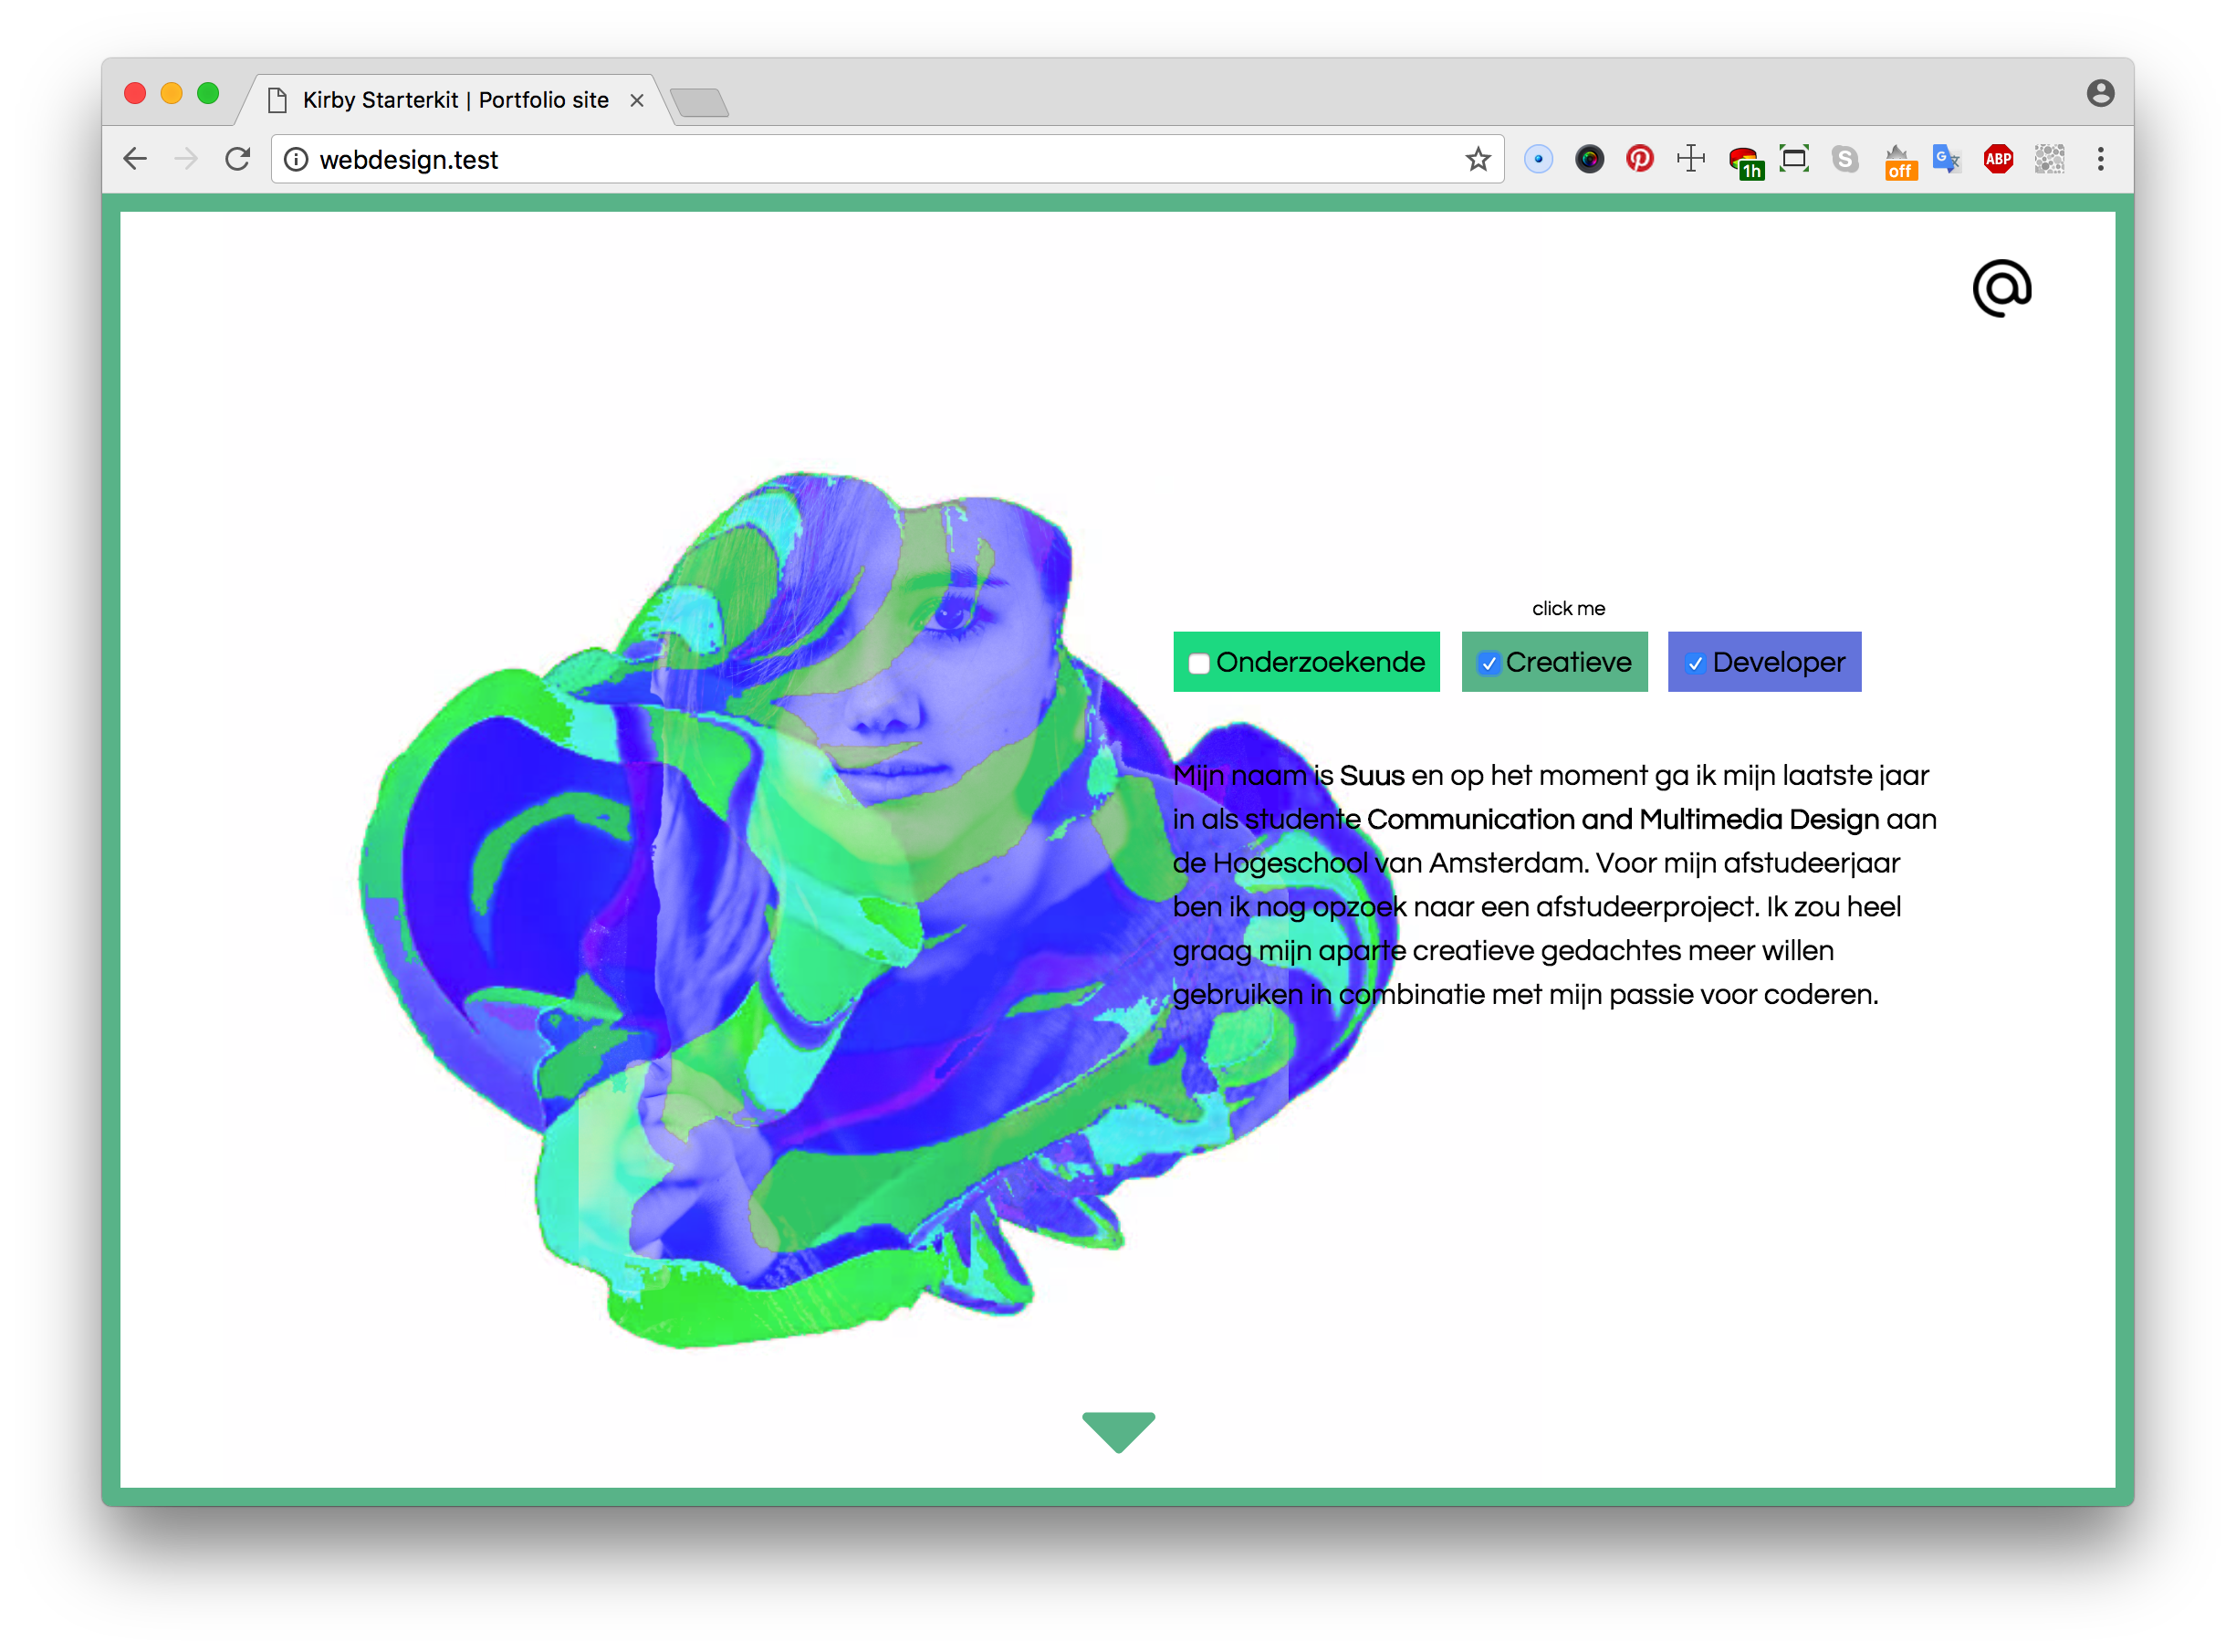 Kirby Starterkit | Portfolio site
webdesign.test
1h
off
G
ABP
S
@
click me
Onderzoekende Creatieve Developer
Mijn naam is Suus en op het moment ga ik mijn laatste jaar
in als studente Communication and Multimedia Design aan
de Hogeschool van Amsterdam. Voor mijn afstudeerjaar
ben ik nog opzoek naar een afstudeerproject. Ik zou heel
graag mijn aparte creatieve gedachtes meer willen
gebruiken in combinatie met mijn passie voor coderen.